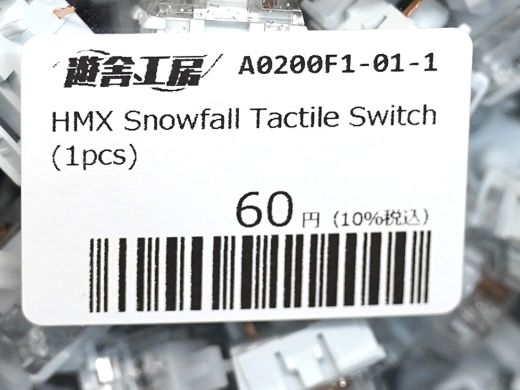 遊舎工房 A0200F1-01-1
HMX Snowfall Tactile Switch
(1pcs)
60円 (10%税込)